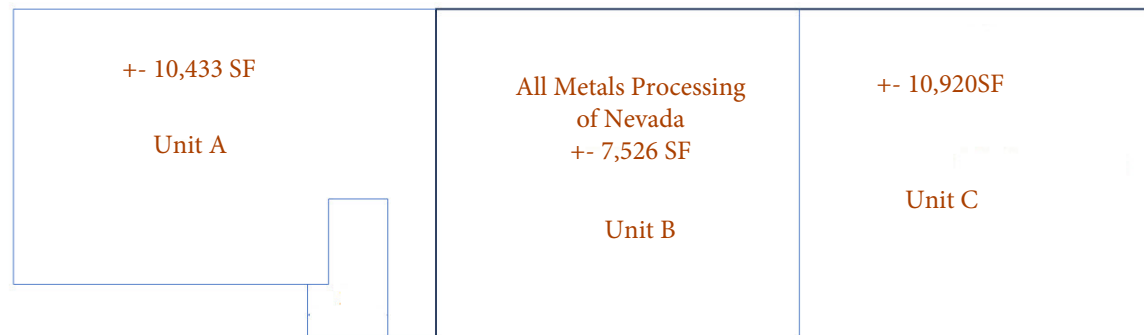 +- 10,433 SF
Unit A
All Metals Processing
of Nevada
+- 7,526 SF
Unit B
+- 10,920SF
Unit C